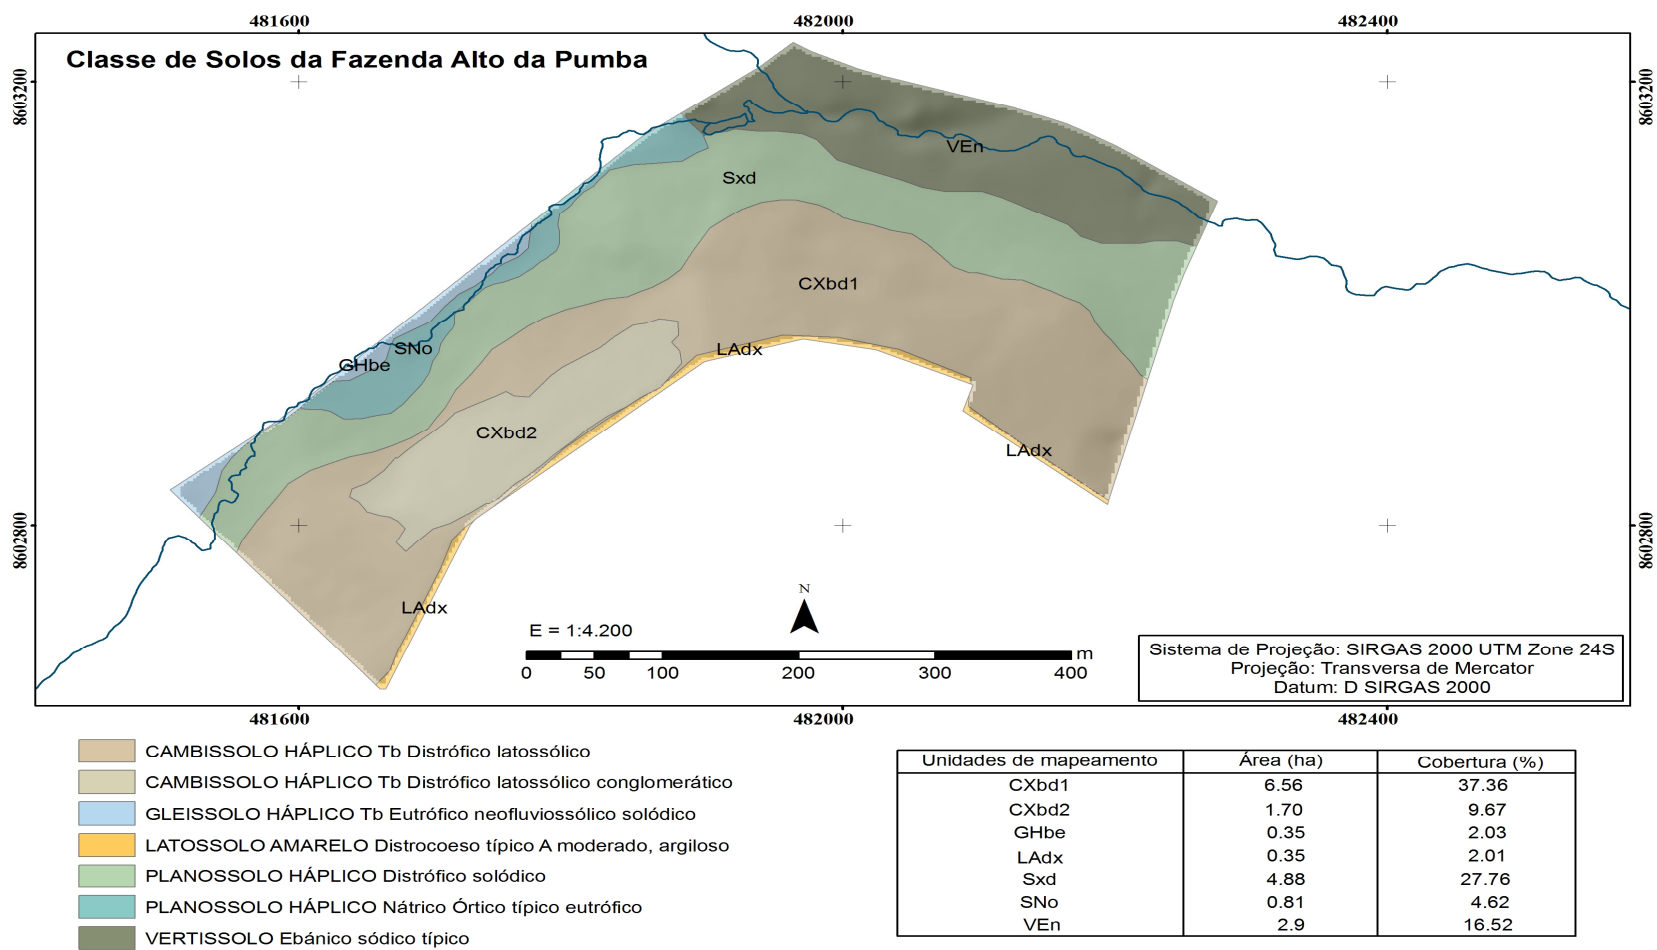 481600 482000 482400
Classe de Solos da Fazenda Alto da Pumba
8603200 8603200
VEn
Sxd
CXbd1
SNo
LAdx
GHbe
CXbd2
LAdx
8602800 8602800
LAdx
N
E = 1:4.200
m
0 50 100 200 300 400
Sistema de Projeção: SIRGAS 2000 UTM Zone 24S
Projeção: Transversa de Mercator
Datum: D SIRGAS 2000
481600 482000 482400
CAMBISSOLO HÁPLICO Tb Distrófico latossólico
CAMBISSOLO HÁPLICO Tb Distrófico latossólico conglomerático
GLEISSOLO HÁPLICO Tb Eutrófico neofluviossólico solódico
LATOSSOLO AMARELO Distrocoeso típico A moderado, argiloso
PLANOSSOLO HÁPLICO Distrófico solódico
PLANOSSOLO HÁPLICO Nátrico Órtico típico eutrófico
VERTISSOLO Ebánico sódico típico
Unidades de mapeamento Área (ha) Cobertura (%)
CXbd1 6.56 37.36
CXbd2 1.70 9.67
GHbe 0.35 2.03
LAdx 0.35 2.01
Sxd 4.88 27.76
SNo 0.81 4.62
VEn 2.9 16.52